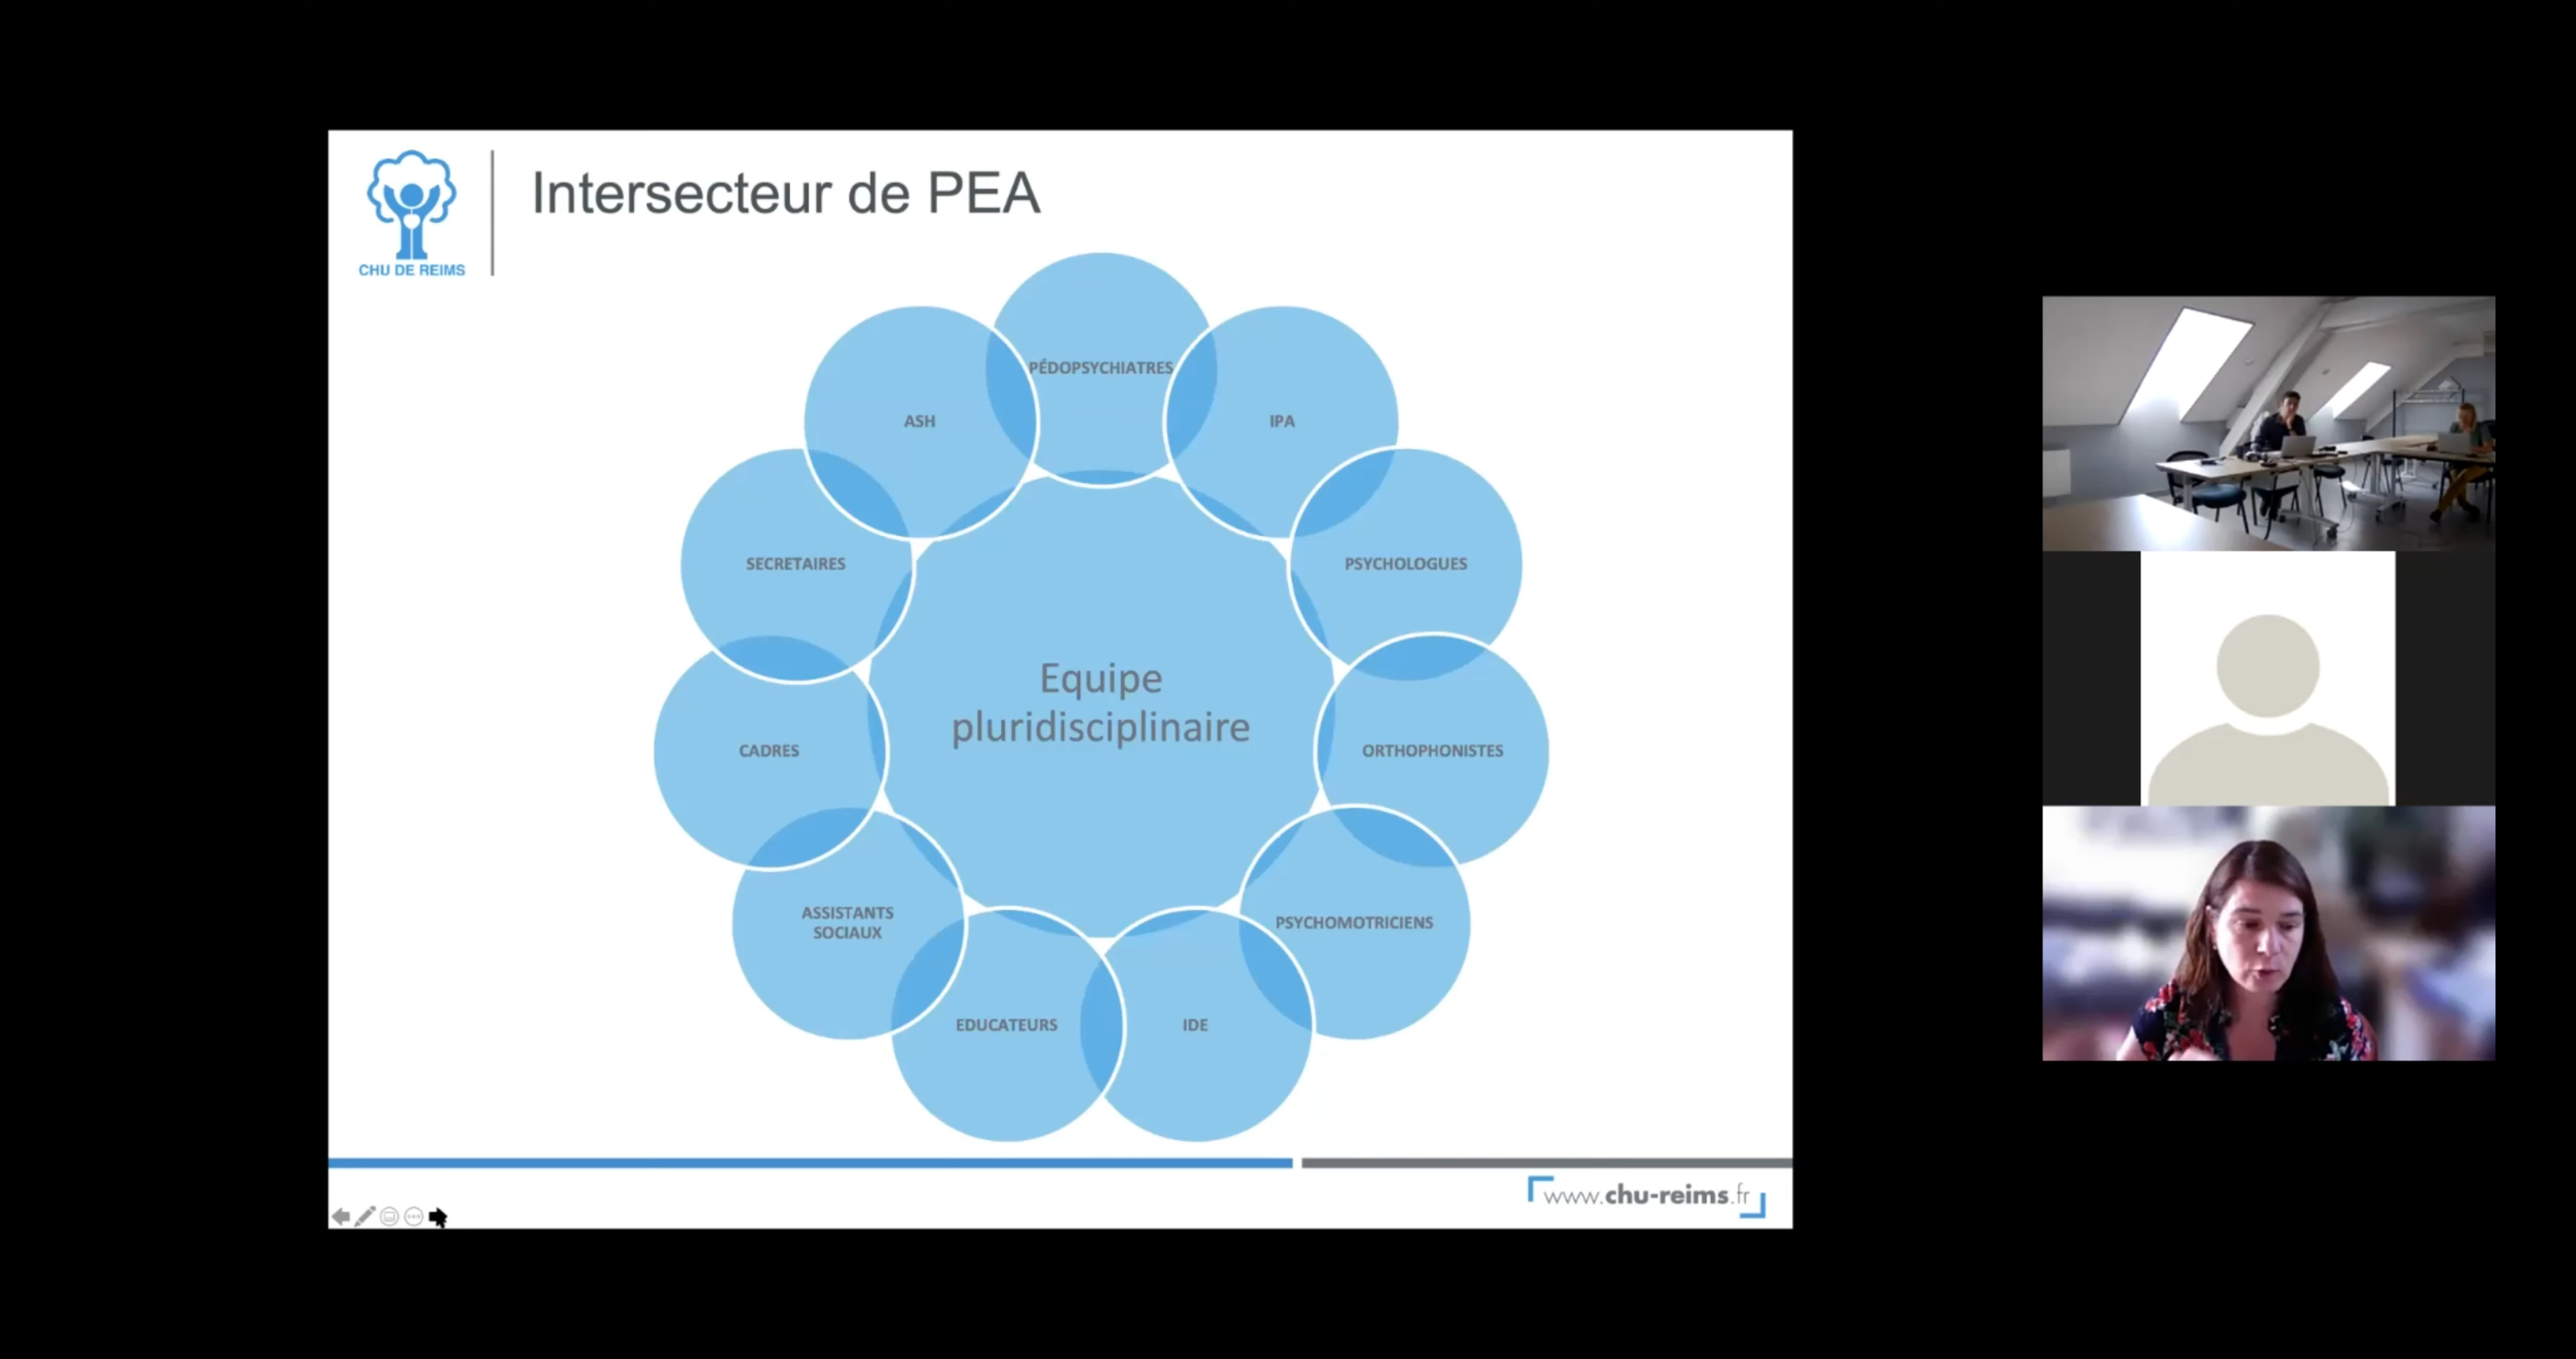 CHU DE REIMS
Intersecteur de PEA
PÉDOPSYCHIATRES
IPA
PSYCHOLOGUES
ORTHOPHONISTES
PSYCHOMOTRICIENS
IDE
EDUCATEURS
ASSISTANTS
SOCIAUX
CADRES
SECRETAIRES
ASH
Equipe
pluridisciplinaire
www.chu-reims.fr